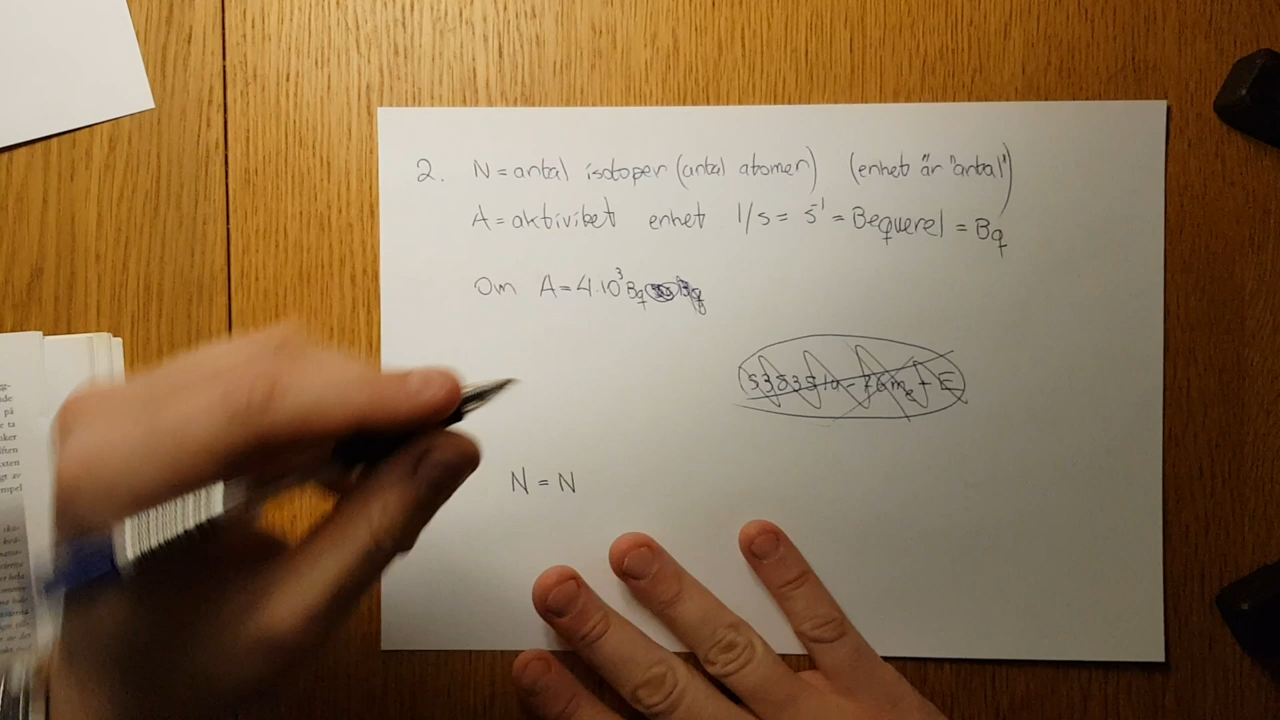 2. N = antal isotoper (antal atomer) (enhet är "antal")
A = aktivitet enhet 1/s = s⁻¹ = Bequerel = Bq
Om A = 4·10³ Bq
N = N